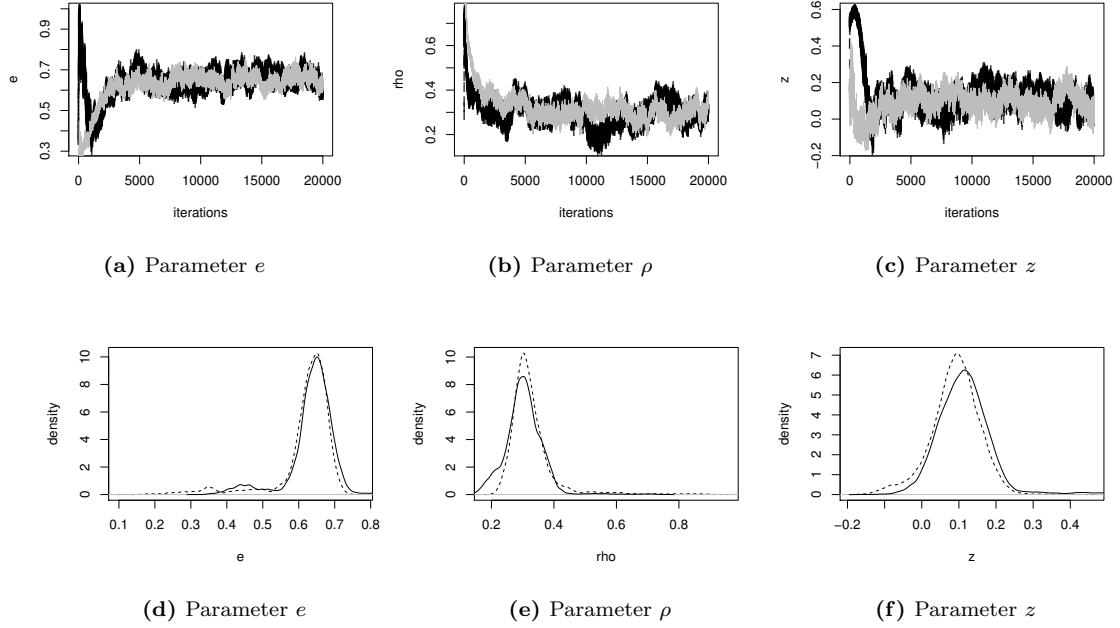 e
0.3 0.5 0.7 0.9
0 5000 10000 15000 20000
iterations
(a) Parameter e
rho
0.2 0.4 0.6
0 5000 10000 15000 20000
iterations
(b) Parameter ρ
z
−0.2 0.0 0.2 0.4 0.6
0 5000 10000 15000 20000
iterations
(c) Parameter z
density
0 2 4 6 8 10
0.1 0.2 0.3 0.4 0.5 0.6 0.7 0.8
e
(d) Parameter e
density
0 2 4 6 8 10
0.2 0.4 0.6 0.8
rho
(e) Parameter ρ
density
0 1 2 3 4 5 6 7
−0.2 0.0 0.1 0.2 0.4
z
(f) Parameter z